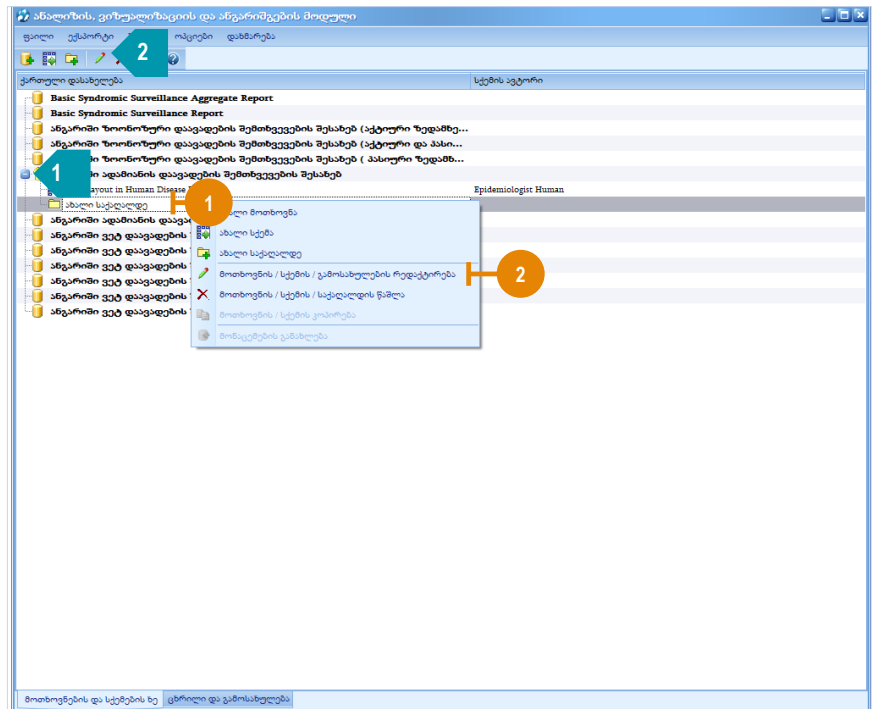 ანალიზის, ვიზუალიზაციის და ანგარიშგების მოდული
ფაილი ექსპორტი ოპციები დახმარება
2
ქართული დასახელება სქემის ავტორი
Basic Syndromic Surveillance Aggregate Report
Basic Syndromic Surveillance Report
ანგარიში ზოონოზური დაავადების შემთხვევების შესახებ (აქტიური ზედამხე...
ანგარიში ზოონოზური დაავადების შემთხვევების შესახებ (აქტიური და პასი...
ზოონოზური დაავადების შემთხვევების შესახებ ( პასიური ზედამხ...
1 ადამიანის დაავადების შემთხვევების შესახებ
layout in Human Disease Epidemiologist Human
ახალი საქაღალდე 1
ანგარიში ადამიანის
ანგარიში ვეტ დაავადების
ანგარიში ვეტ დაავადების
ანგარიში ვეტ დაავადების
ანგარიში ვეტ დაავადების
ანგარიში ვეტ დაავადების
ანგარიში ვეტ დაავადების
მოთხოვნა
ახალი სქემა
ახალი საქაღალდე
მოთხოვნის / სქემის / გამოსახულების რედაქტირება 2
მოთხოვნის / სქემის / საქაღალდის წაშლა
მოთხოვნის / სქემის კოპირება
მონაცემების განახლება
მოთხოვნების და სქემების ხე ცხრილი და გამოსახულება